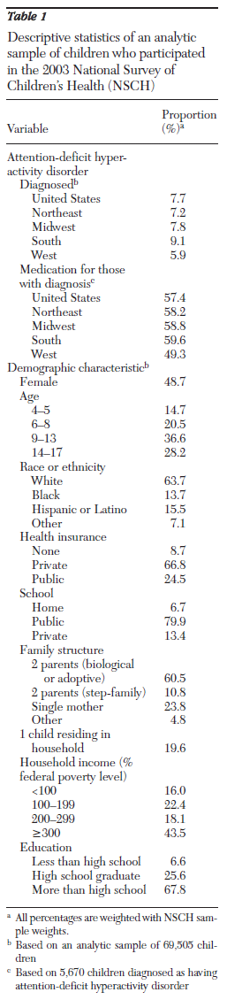 Table 1
Descriptive statistics of an analytic
sample of children who participated
in the 2003 National Survey of
Children's Health (NSCH)
Proportion
Variable (%)a
Attention-deficit hyper-
activity disorder
Diagnosedb
United States 7.7
Northeast 7.2
Midwest 7.8
South 9.1
West 5.9
Medication for those
with diagnosisc
United States 57.4
Northeast 58.2
Midwest 58.8
South 59.6
West 49.3
Demographic characteristicb
Female 48.7
Age
4–5 14.7
6–8 20.5
9–13 36.6
14–17 28.2
Race or ethnicity
White 63.7
Black 13.7
Hispanic or Latino 15.5
Other 7.1
Health insurance
None 8.7
Private 66.8
Public 24.5
School
Home 6.7
Public 79.9
Private 13.4
Family structure
2 parents (biological
or adoptive) 60.5
2 parents (step-family) 10.8
Single mother 23.8
Other 4.8
1 child residing in
household 19.6
Household income (%
federal poverty level)
<100 16.0
100–199 22.4
200–299 18.1
≥300 43.5
Education
Less than high school 6.6
High school graduate 25.6
More than high school 67.8
a All percentages are weighted with NSCH sam-
ple weights.
b Based on an analytic sample of 69,505 chil-
dren
c Based on 5,670 children diagnosed as having
attention-deficit hyperactivity disorder